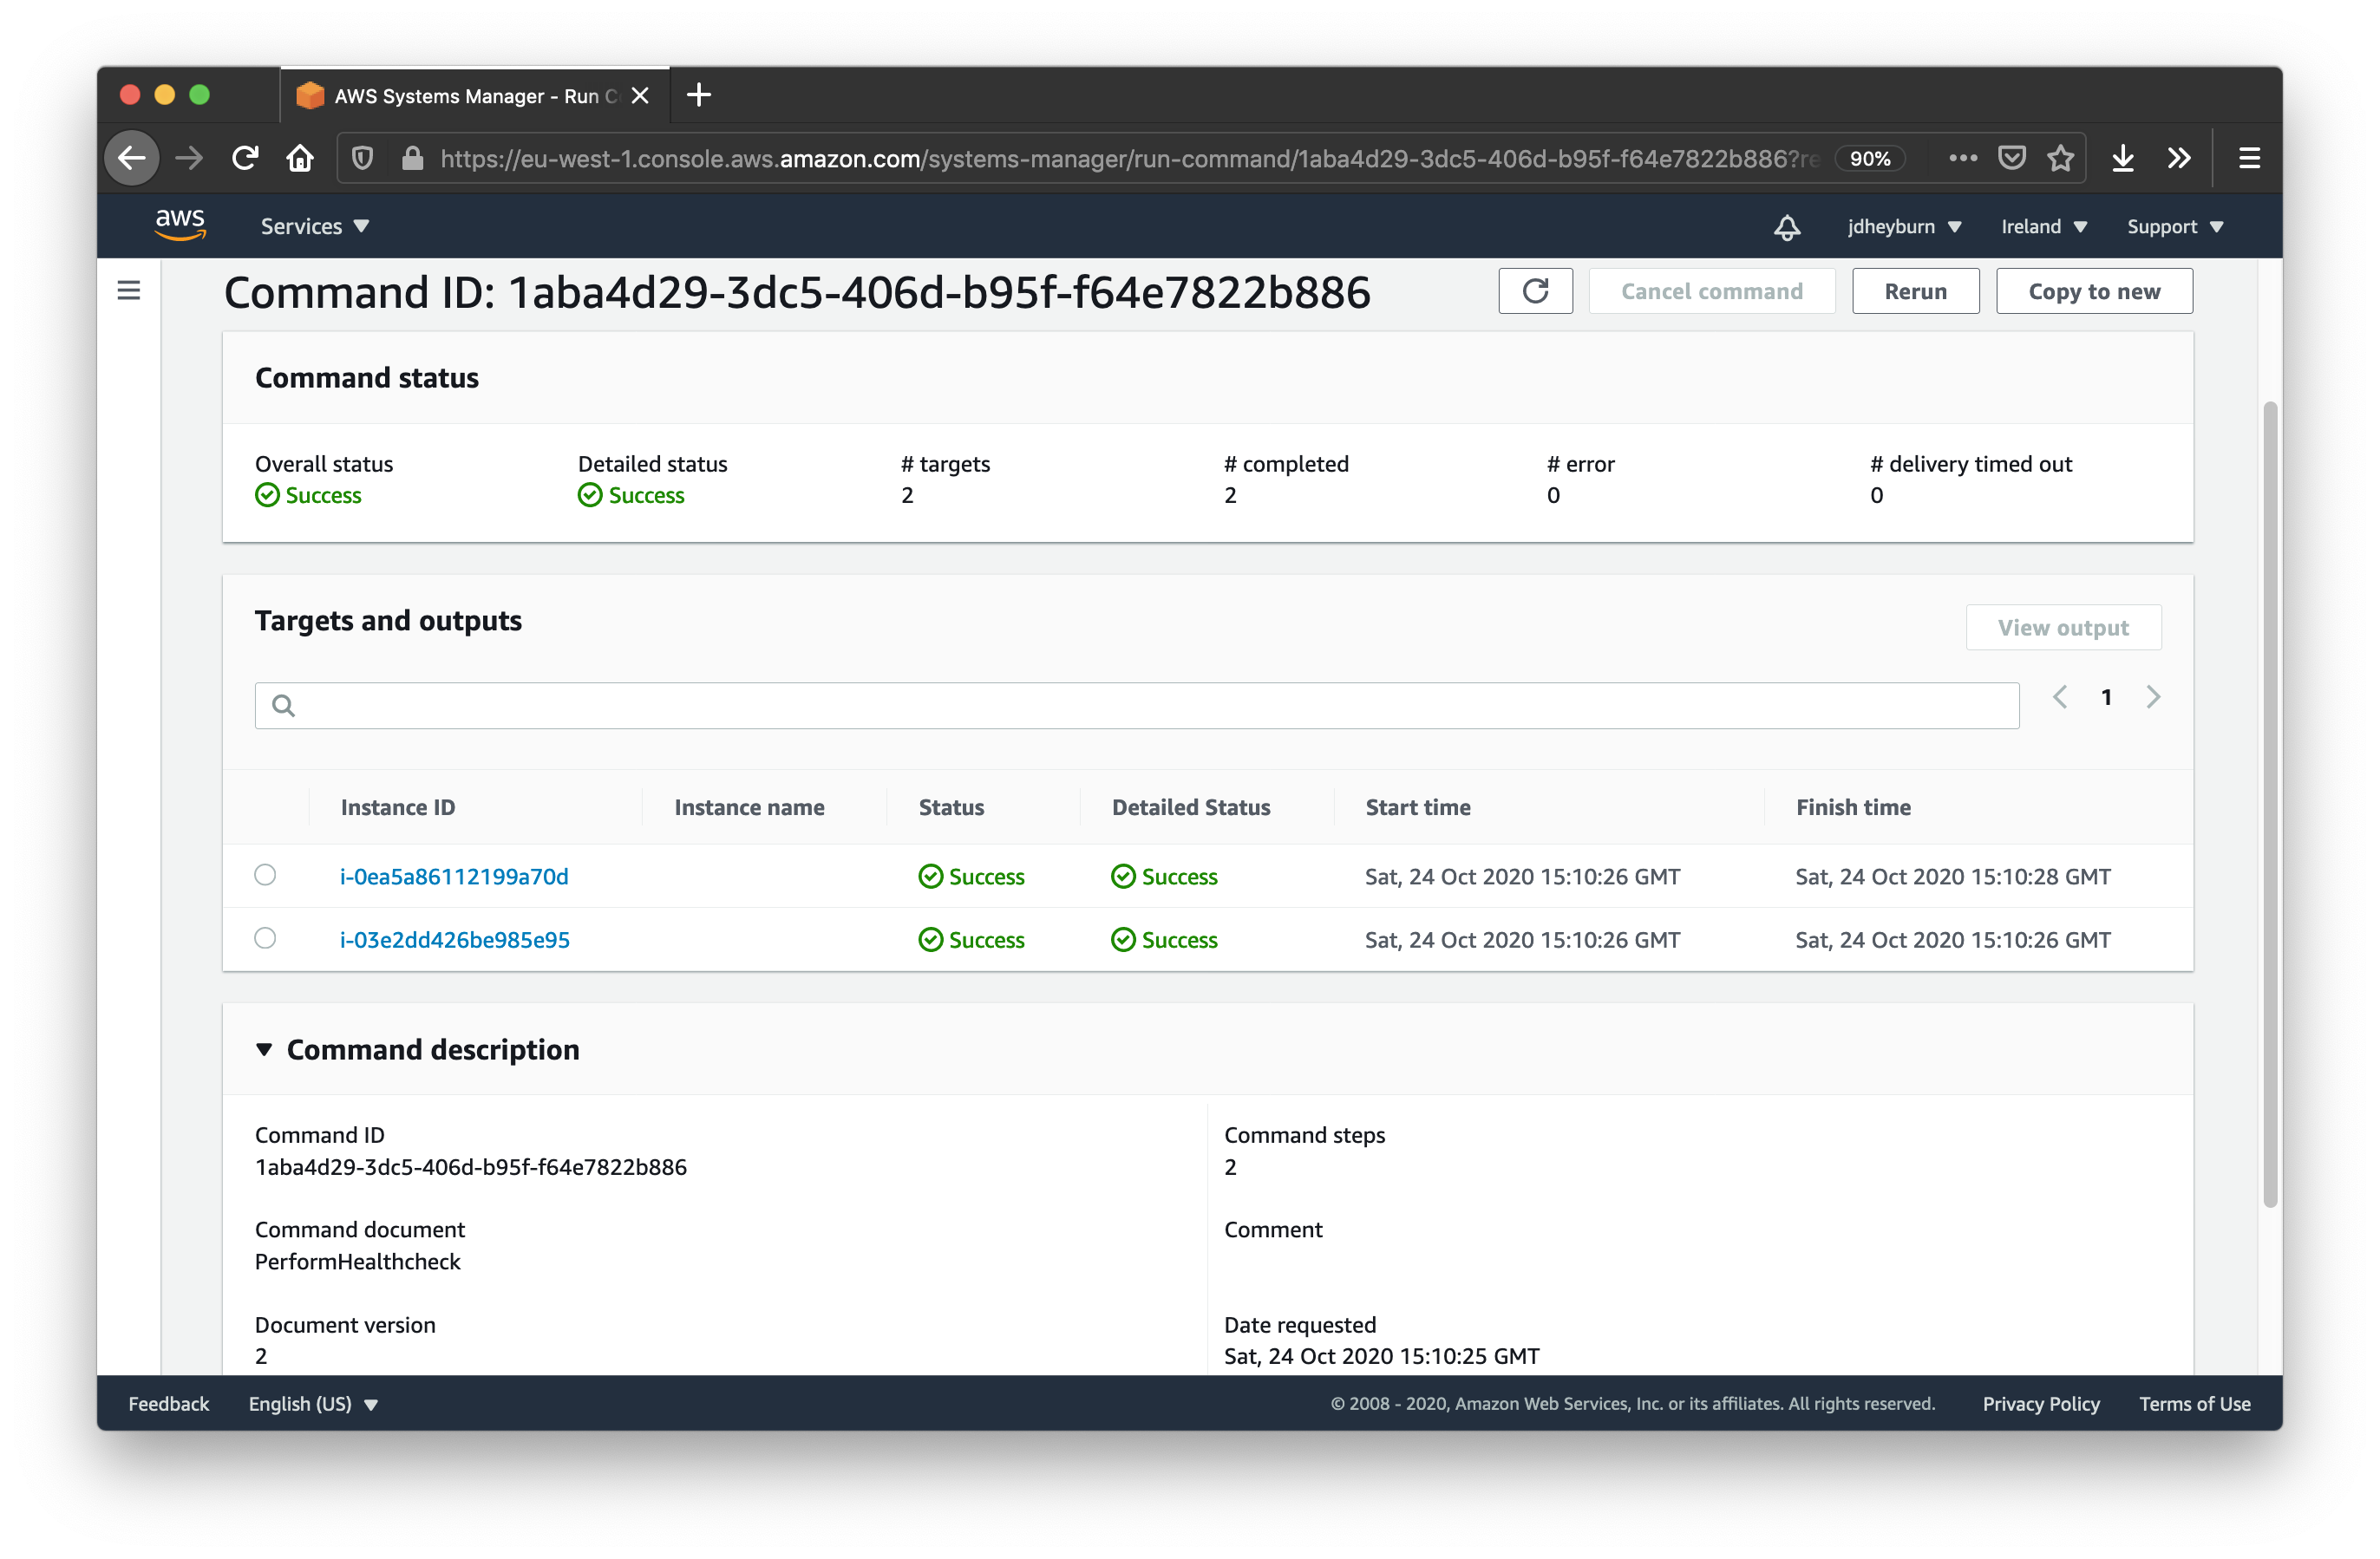 AWS Systems Manager - Run C
https://eu-west-1.console.aws.amazon.com/systems-manager/run-command/1aba4d29-3dc5-406d-b95f-f64e7822b886?re
90%
aws
Services
jdheyburn
Ireland
Support
Command ID: 1aba4d29-3dc5-406d-b95f-f64e7822b886
Cancel command
Rerun
Copy to new
Command status
Overall status
Success
Detailed status
Success
# targets
2
# completed
2
# error
0
# delivery timed out
0
Targets and outputs
View output
1
Instance ID Instance name Status Detailed Status Start time Finish time
i-0ea5a86112199a70d Success Success Sat, 24 Oct 2020 15:10:26 GMT Sat, 24 Oct 2020 15:10:28 GMT
i-03e2dd426be985e95 Success Success Sat, 24 Oct 2020 15:10:26 GMT Sat, 24 Oct 2020 15:10:26 GMT
Command description
Command ID
1aba4d29-3dc5-406d-b95f-f64e7822b886
Command steps
2
Command document
PerformHealthcheck
Comment
Document version
2
Date requested
Sat, 24 Oct 2020 15:10:25 GMT
Feedback
English (US)
© 2008 - 2020, Amazon Web Services, Inc. or its affiliates. All rights reserved.
Privacy Policy
Terms of Use